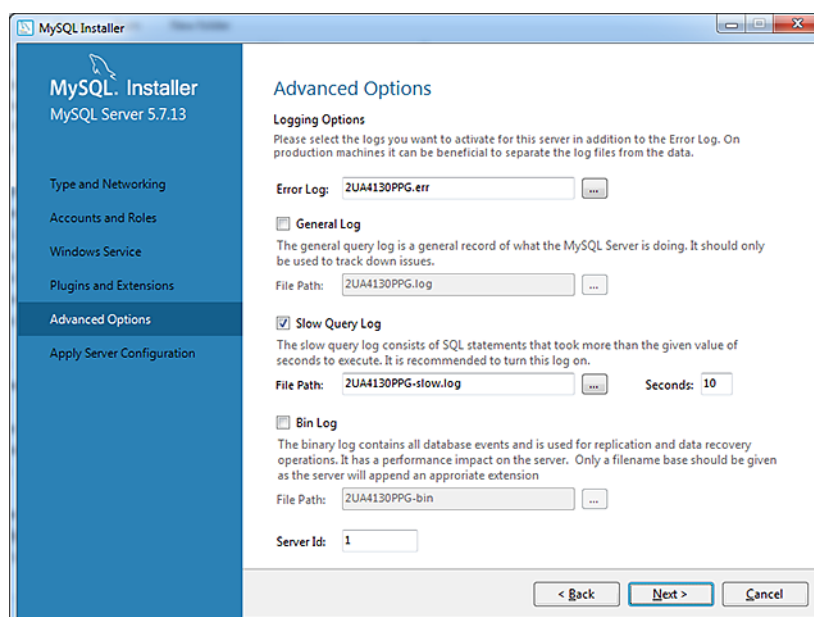 MySQL Installer
MySQL. Installer
MySQL Server 5.7.13
Type and Networking
Accounts and Roles
Windows Service
Plugins and Extensions
Advanced Options
Apply Server Configuration
Advanced Options
Logging Options
Please select the logs you want to activate for this server in addition to the Error Log. On
production machines it can be beneficial to separate the log files from the data.
Error Log: 2UA4130PPG.err ...
General Log
The general query log is a general record of what the MySQL Server is doing. It should only
be used to track down issues.
File Path: 2UA4130PPG.log ...
Slow Query Log
The slow query log consists of SQL statements that took more than the given value of
seconds to execute. It is recommended to turn this log on.
File Path: 2UA4130PPG-slow.log ... Seconds: 10
Bin Log
The binary log contains all database events and is used for replication and data recovery
operations. It has a performance impact on the server. Only a filename base should be given
as the server will append an approriate extension
File Path: 2UA4130PPG-bin ...
Server Id: 1
< Back Next > Cancel